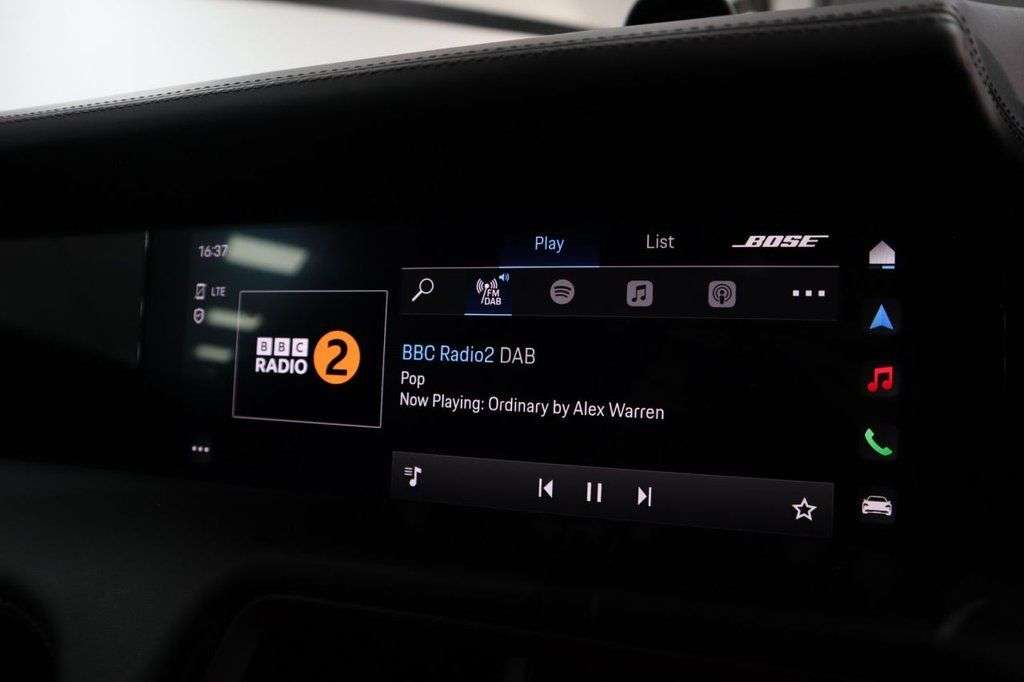 Play
List
BOSE
16:37
LTE
FM
DAB
BBC
RADIO 2
BBC Radio2 DAB
Pop
Now Playing: Ordinary by Alex Warren